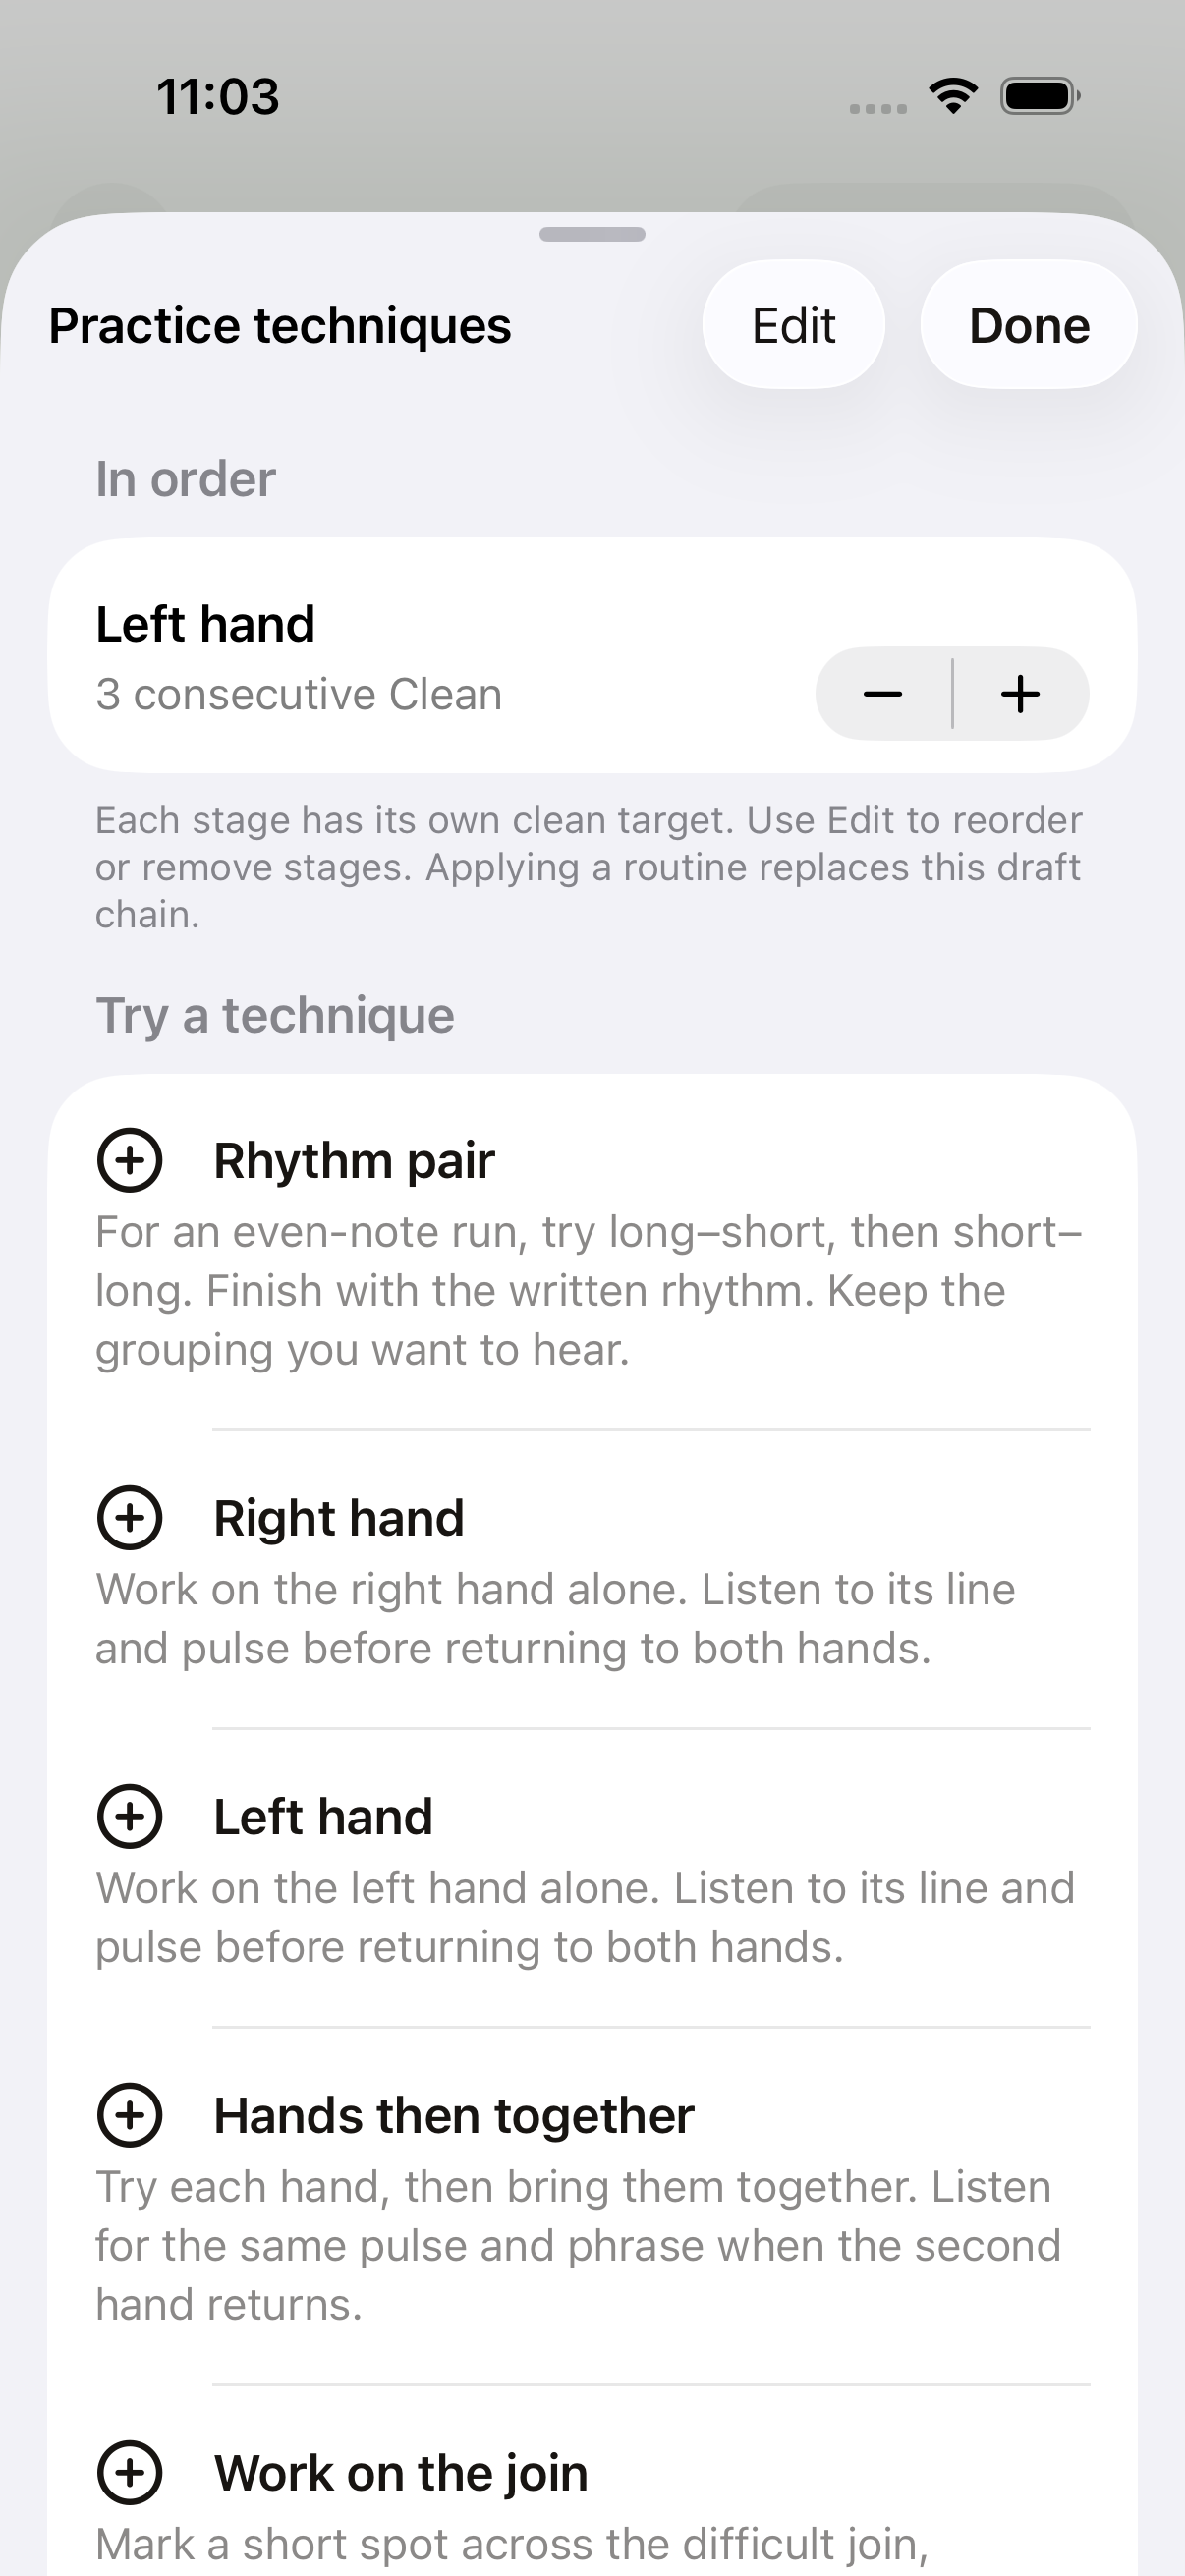 11:03
Practice techniques
Edit
Done
In order
Left hand
3 consecutive Clean
Each stage has its own clean target. Use Edit to reorder
or remove stages. Applying a routine replaces this draft
chain.
Try a technique
Rhythm pair
For an even-note run, try long–short, then short–
long. Finish with the written rhythm. Keep the
grouping you want to hear.
Right hand
Work on the right hand alone. Listen to its line
and pulse before returning to both hands.
Left hand
Work on the left hand alone. Listen to its line and
pulse before returning to both hands.
Hands then together
Try each hand, then bring them together. Listen
for the same pulse and phrase when the second
hand returns.
Work on the join
Mark a short spot across the difficult join,